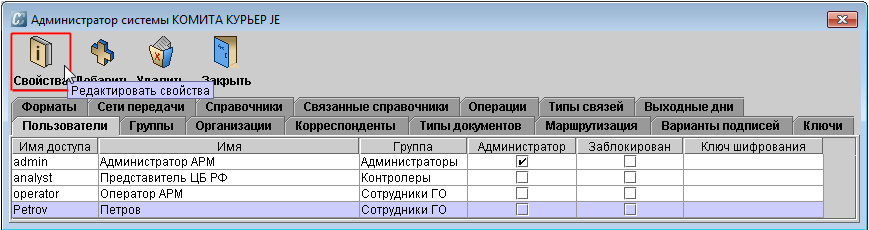 Администратор системы КОМИТА КУРЬЕР JE
Свойства Добавить Удалить Закрыть
Редактировать свойства
Форматы Сети передачи Справочники Связанные справочники Операции Типы связей Выходные дни
Пользователи Группы Организации Корреспонденты Типы документов Маршрутизация Варианты подписей Ключи
Имя доступа Имя Группа Администратор Заблокирован Ключ шифрования
admin Администратор АРМ Администраторы
analyst Представитель ЦБ РФ Контролеры
operator Оператор АРМ Сотрудники ГО
Petrov Петров Сотрудники ГО